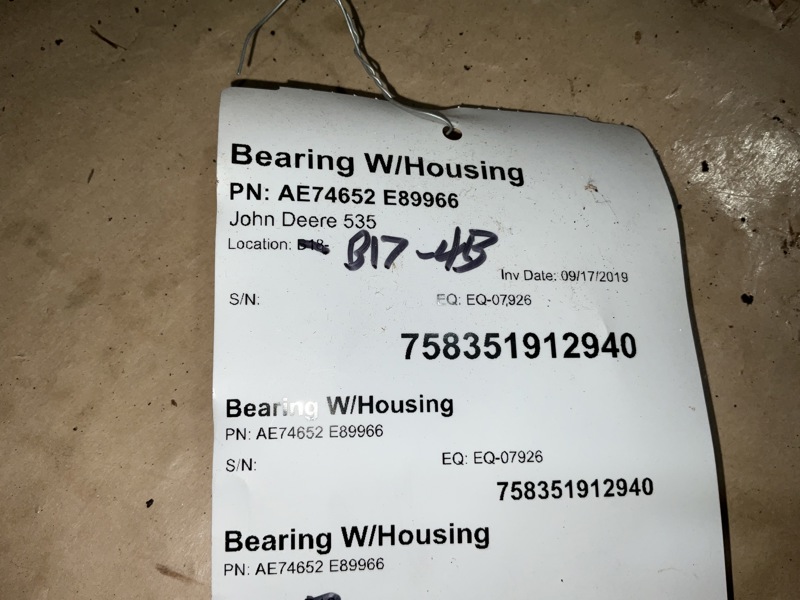 Bearing W/Housing
PN: AE74652 E89966
John Deere 535
Location: B17-4B
Inv Date: 09/17/2019
S/N: EQ: EQ-07926
758351912940
Bearing W/Housing
PN: AE74652 E89966
S/N: EQ: EQ-07926
758351912940
Bearing W/Housing
PN: AE74652 E89966